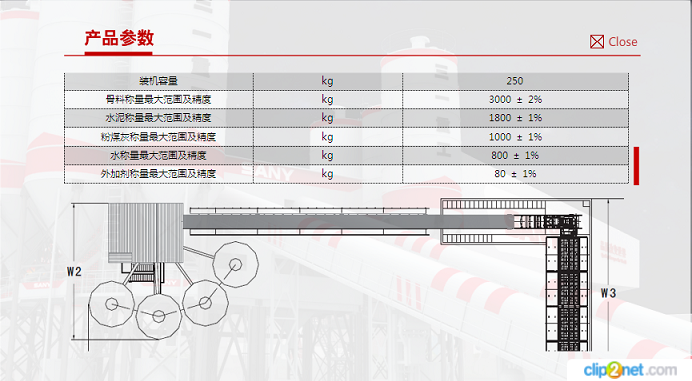 产品参数
Close
装机容量 kg 250
骨料称量最大范围及精度 kg 3000 ± 2%
水泥称量最大范围及精度 kg 1800 ± 1%
粉煤灰称量最大范围及精度 kg 1000 ± 1%
水称量最大范围及精度 kg 800 ± 1%
外加剂称量最大范围及精度 kg 80 ± 1%
SANY
W2
W3
clip2net.com